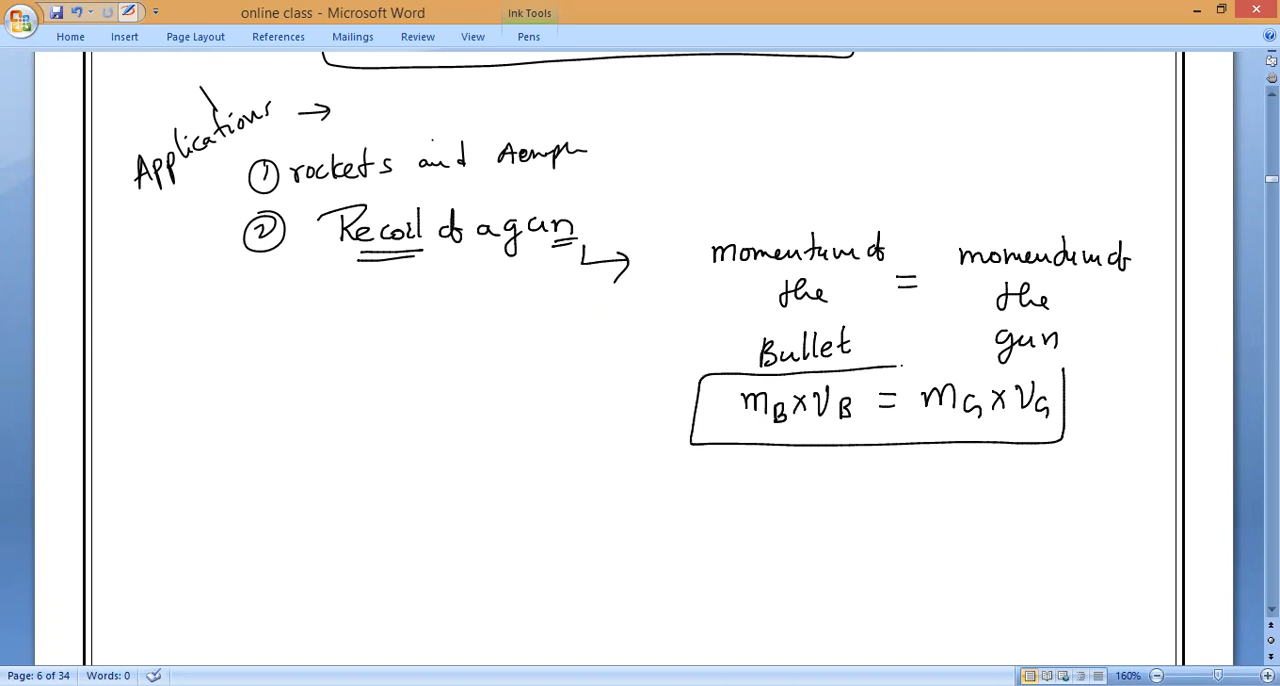 online class - Microsoft Word
Ink Tools
Home Insert Page Layout References Mailings Review View Pens
Applications →
① rockets and
② Recoil of a gun
momentum of = momentum of
the the
Bullet gun
m_B × v_B = m_G × v_G
Page: 6 of 34 Words: 0 160%